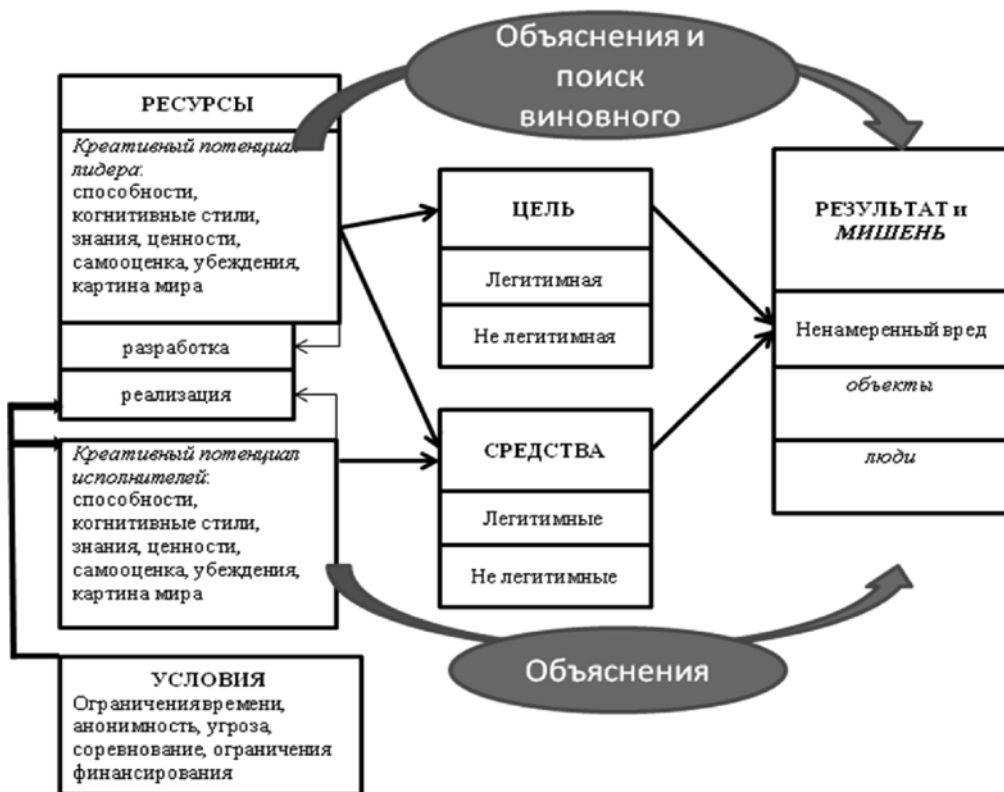 Объяснения и
поиск
виновного
РЕСУРСЫ
Креативный потенциал
лидера:
способности,
когнитивные стили,
знания, ценности,
самооценка, убеждения,
картина мира
разработка
реализация
Креативный потенциал
исполнителей:
способности,
когнитивные стили,
знания, ценности,
самооценка, убеждения,
картина мира
УСЛОВИЯ
Ограничения времени,
анонимность, угроза,
соревнование, ограничения
финансирования
ЦЕЛЬ
Легитимная
Не легитимная
СРЕДСТВА
Легитимные
Не легитимные
РЕЗУЛЬТАТ и
МИШЕНЬ
Ненамеренный вред
объекты
люди
Объяснения